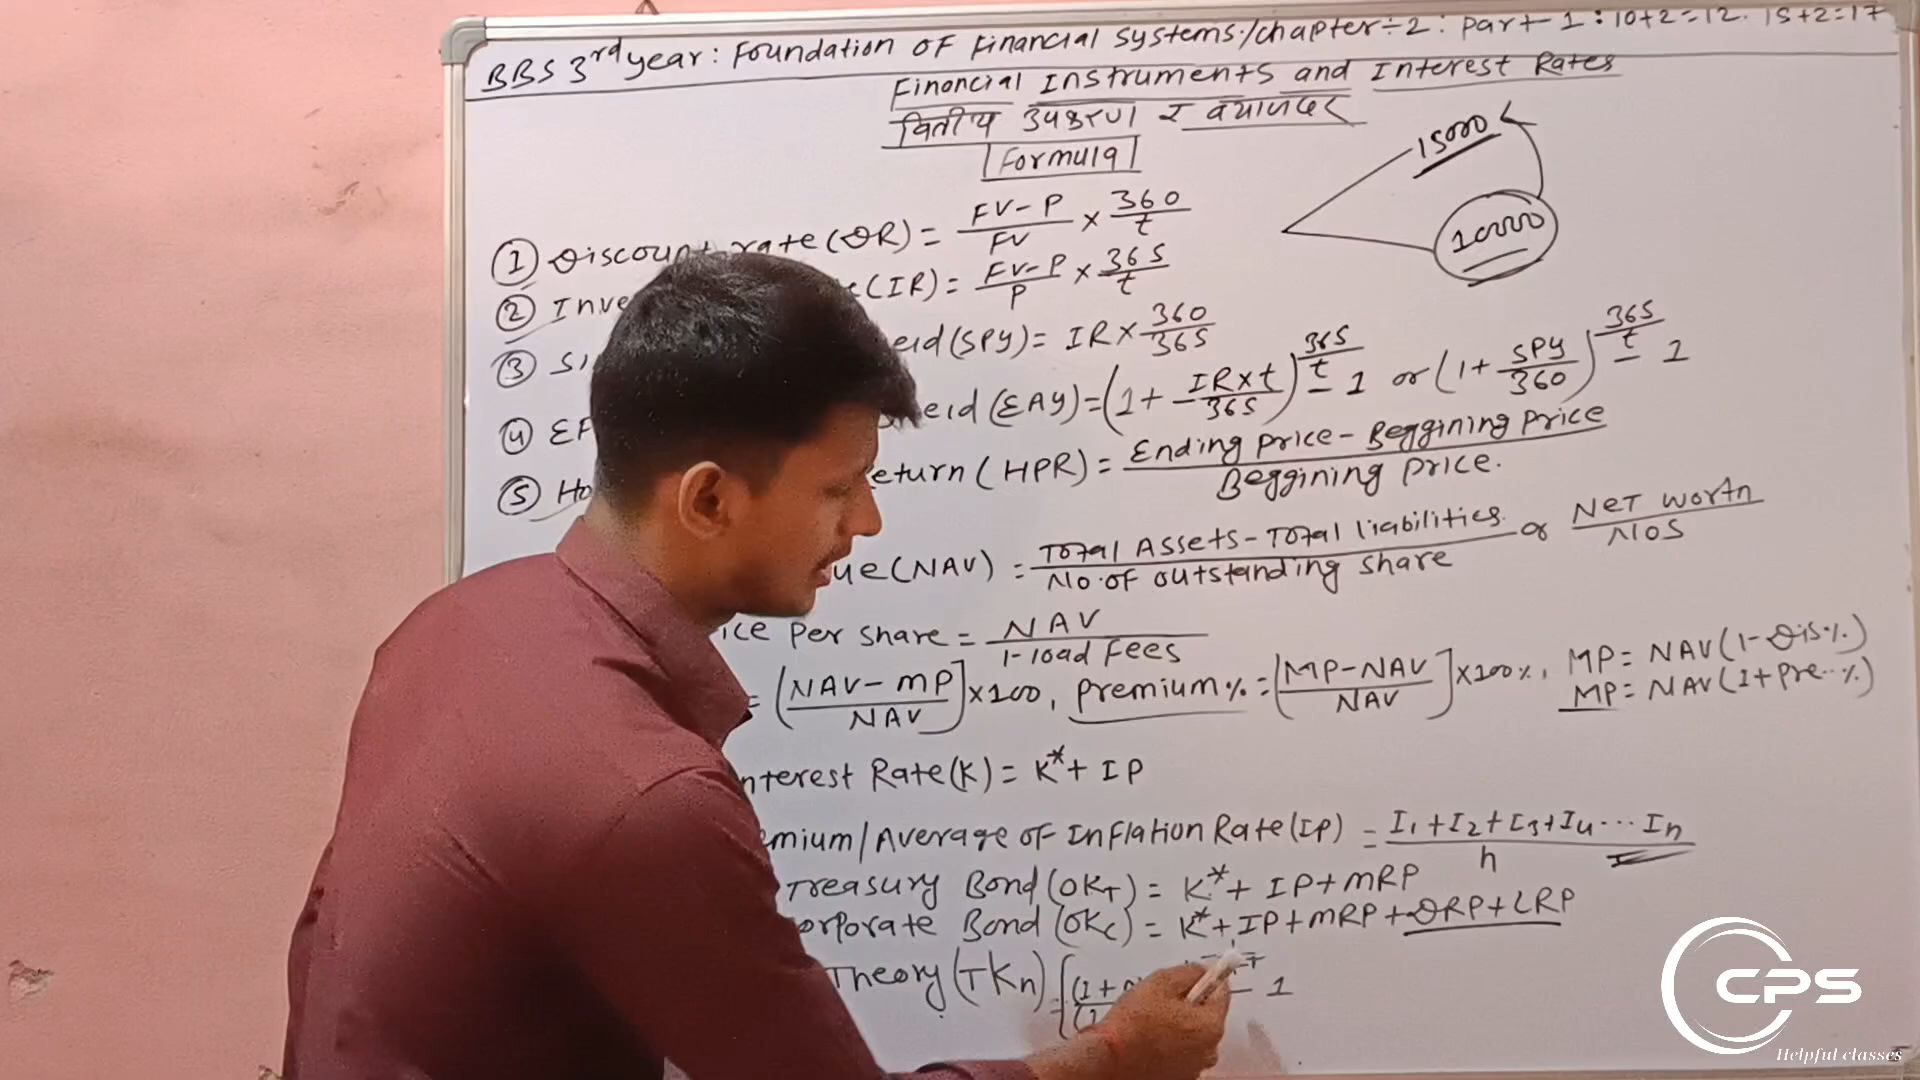 BBS 3rd year: Foundation of Financial systems:/chapter÷2: part-1: 10+2=12. 15+2=17
Financial Instruments and Interest Rates
वित्तीय उपकरण र ब्याजदर
Formula
15000
10000
① Discount rate (DR) = FV-P/FV × 360/t
② Inve (IR) = FV-P/P × 365/t
③ Si eid (SPY) = IR × 360/365
④ EF eid (EAY) = (1 + IR×t/365)^365/t - 1 or (1 + SPY/360)^365/t - 1
⑤ Ho eturn (HPR) = Ending price - Beggining price/Beggining price.
ue (NAV) = Total Assets - Total liabilities/No. of outstanding share or Net worth/NOS
ice per share = NAV/1-load Fees
= [NAV-MP/NAV] × 100, premium% = [MP-NAV/NAV] × 100%, MP = NAV(1-Dis%)
MP = NAV(1+pre..%)
nterest Rate (K) = K* + IP
emium/Average of Inflation Rate (IP) = I1+I2+I3+I4...In/n
Treasury Bond (OKT) = K* + IP + MRP
orporate Bond (OKc) = K* + IP + MRP + DRP + LRP
Theory (TKn) = - 1
CPS
Helpful classes